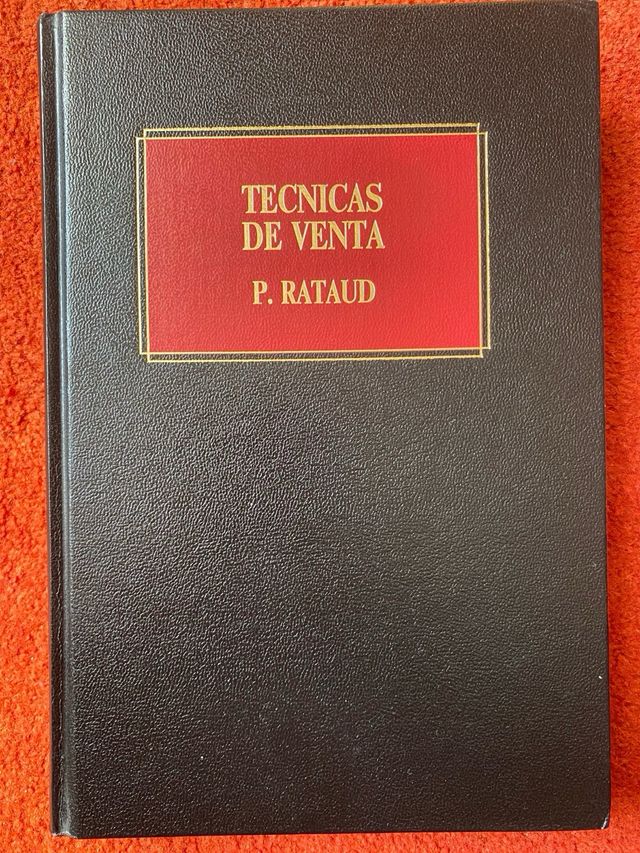 TECNICAS
DE VENTA
P. RATAUD